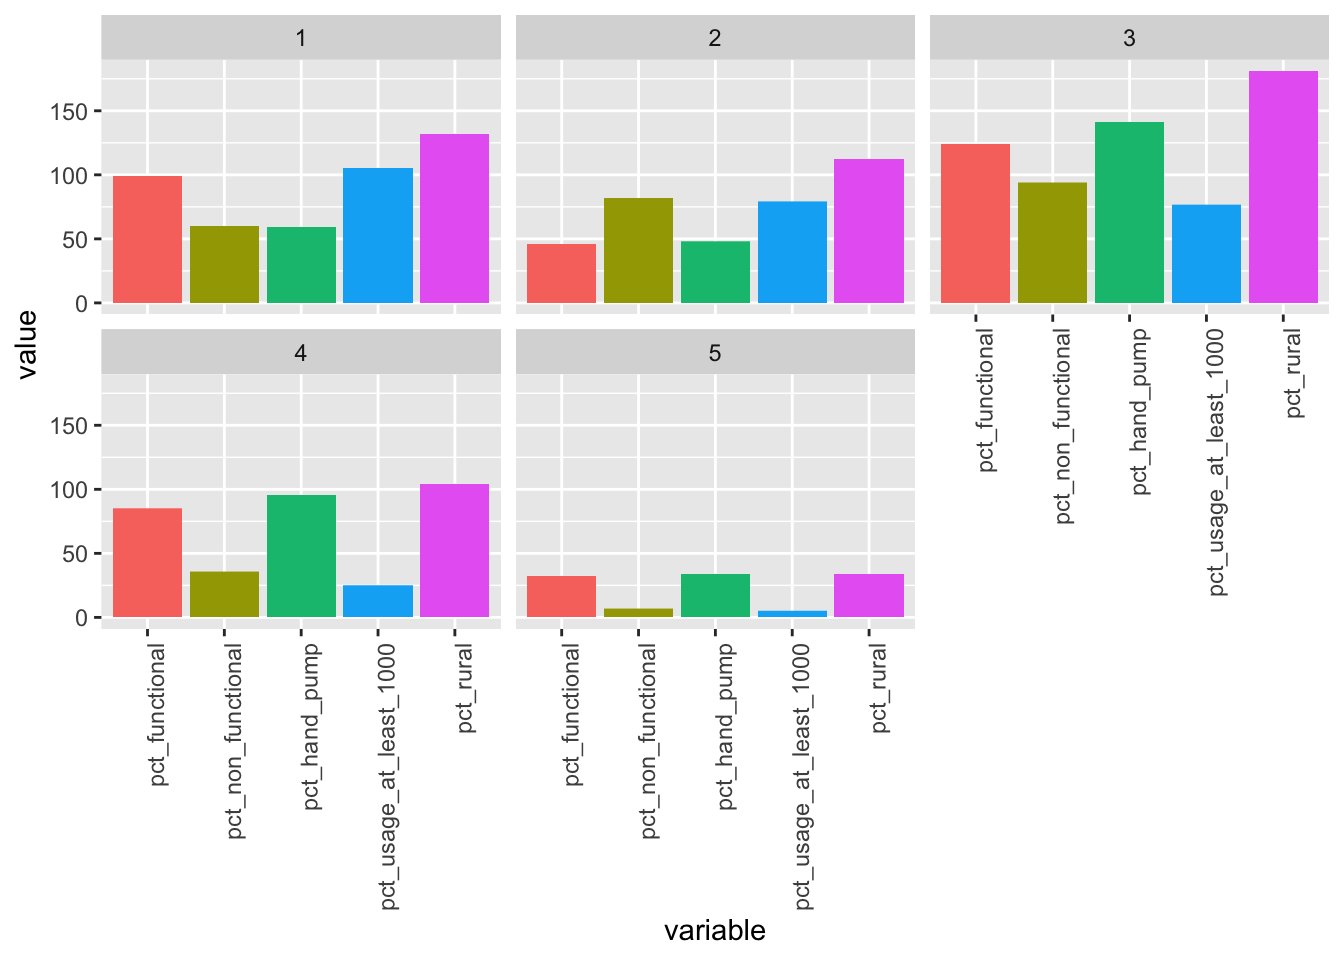 1
2
3
150
100
50
0
value
pct_functional
pct_non_functional
pct_hand_pump
pct_usage_at_least_1000
pct_rural
4
5
150
100
50
0
pct_functional
pct_non_functional
pct_hand_pump
pct_usage_at_least_1000
pct_rural
pct_functional
pct_non_functional
pct_hand_pump
pct_usage_at_least_1000
pct_rural
variable